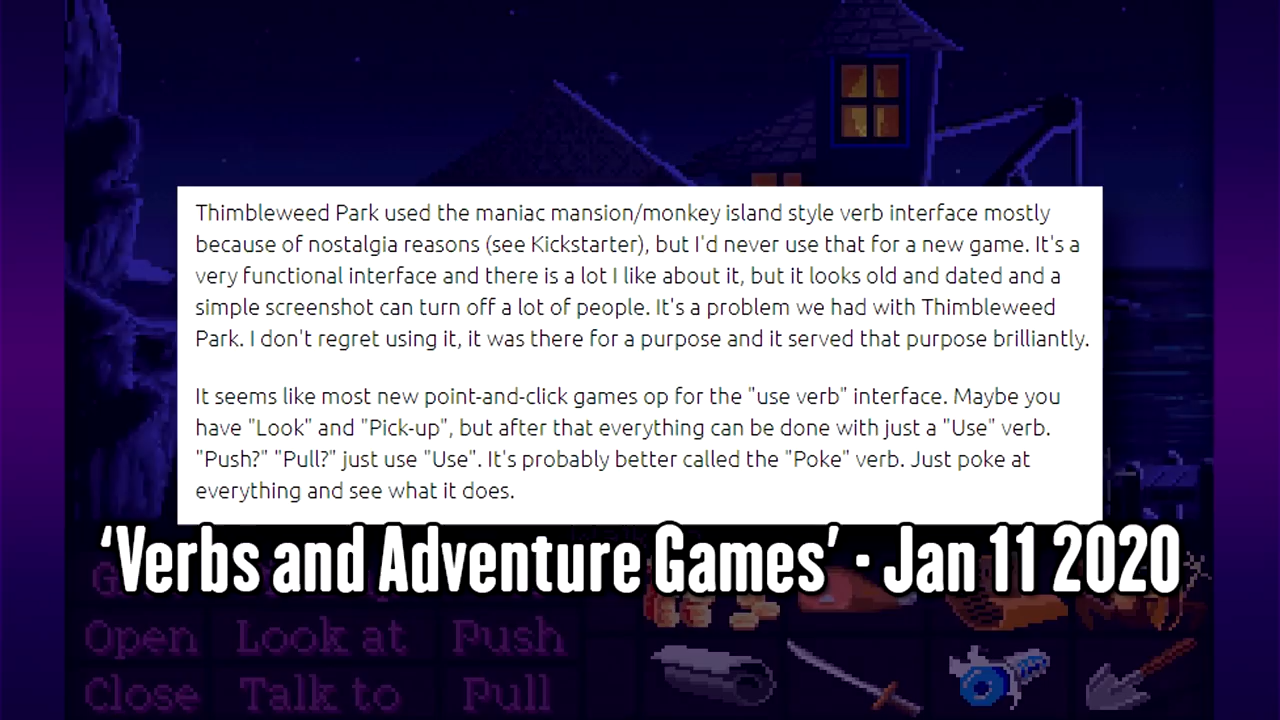 Thimbleweed Park used the maniac mansion/monkey island style verb interface mostly
because of nostalgia reasons (see Kickstarter), but I'd never use that for a new game. It's a
very functional interface and there is a lot I like about it, but it looks old and dated and a
simple screenshot can turn off a lot of people. It's a problem we had with Thimbleweed
Park. I don't regret using it, it was there for a purpose and it served that purpose brilliantly.
It seems like most new point-and-click games op for the "use verb" interface. Maybe you
have "Look" and "Pick-up", but after that everything can be done with just a "Use" verb.
"Push?" "Pull?" just use "Use". It's probably better called the "Poke" verb. Just poke at
everything and see what it does.
‘Verbs and Adventure Games’ · Jan 11 2020
Open Look at Push
Close Talk to Pull